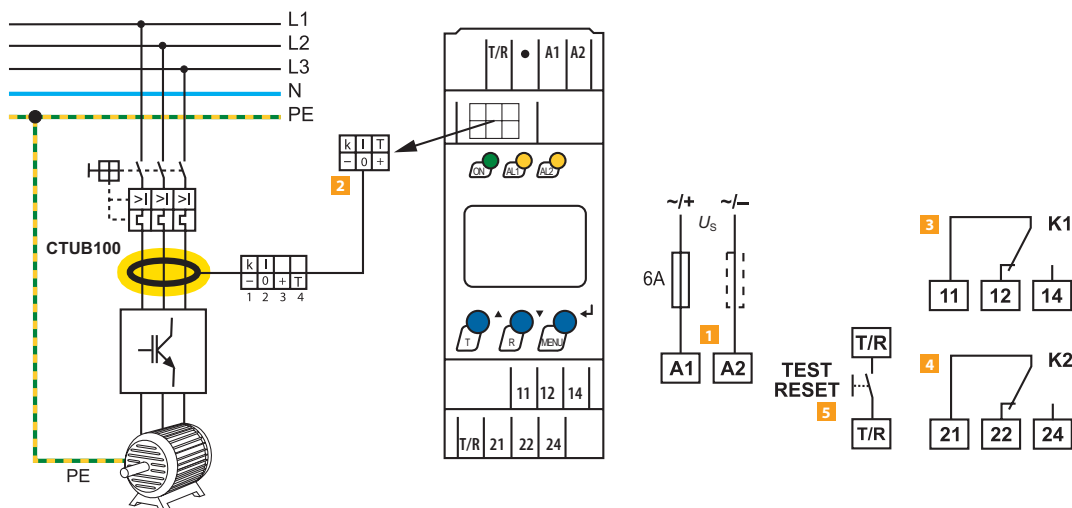 L1
L2
L3
N
PE
>I >I >I
CTUB100
k I
− 0 + T
1 2 3 4
PE
k I T
− 0 +
2
T/R • A1 A2
ON AL1 AL2
T R MENU
11 12 14
T/R 21 22 24
~/+ ~/−
US
6A
1
A1 A2
TEST
RESET
5
T/R
T/R
3 K1
11 12 14
4 K2
21 22 24